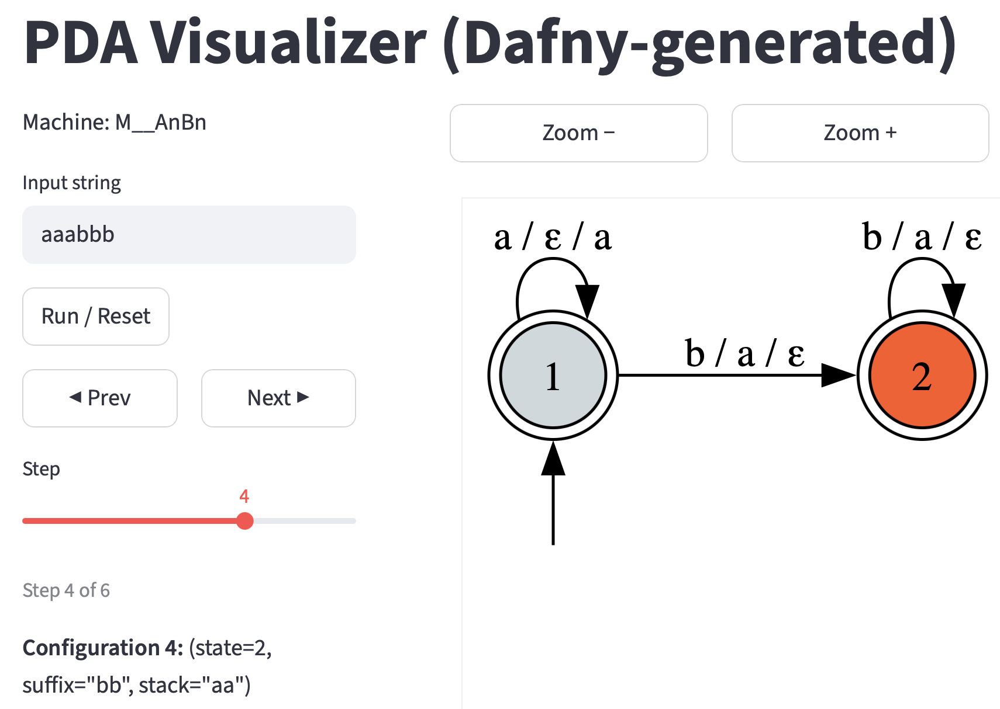 PDA Visualizer (Dafny-generated)
Machine: M__AnBn
Input string
aaabbb
Run / Reset
◄ Prev
Next ►
Step
4
Step 4 of 6
Configuration 4: (state=2,
suffix="bb", stack="aa")
Zoom −
Zoom +
a / ε / a
b / a / ε
b / a / ε
1
2